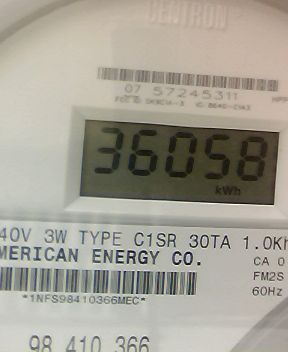 CENTRON
07 57245311
36058
kWh
40V 3W TYPE C1SR 30TA 1.0Kh
MERICAN ENERGY CO.
CA 0
FM2S
60Hz
*1NFS98410366MEC*
98 410 366